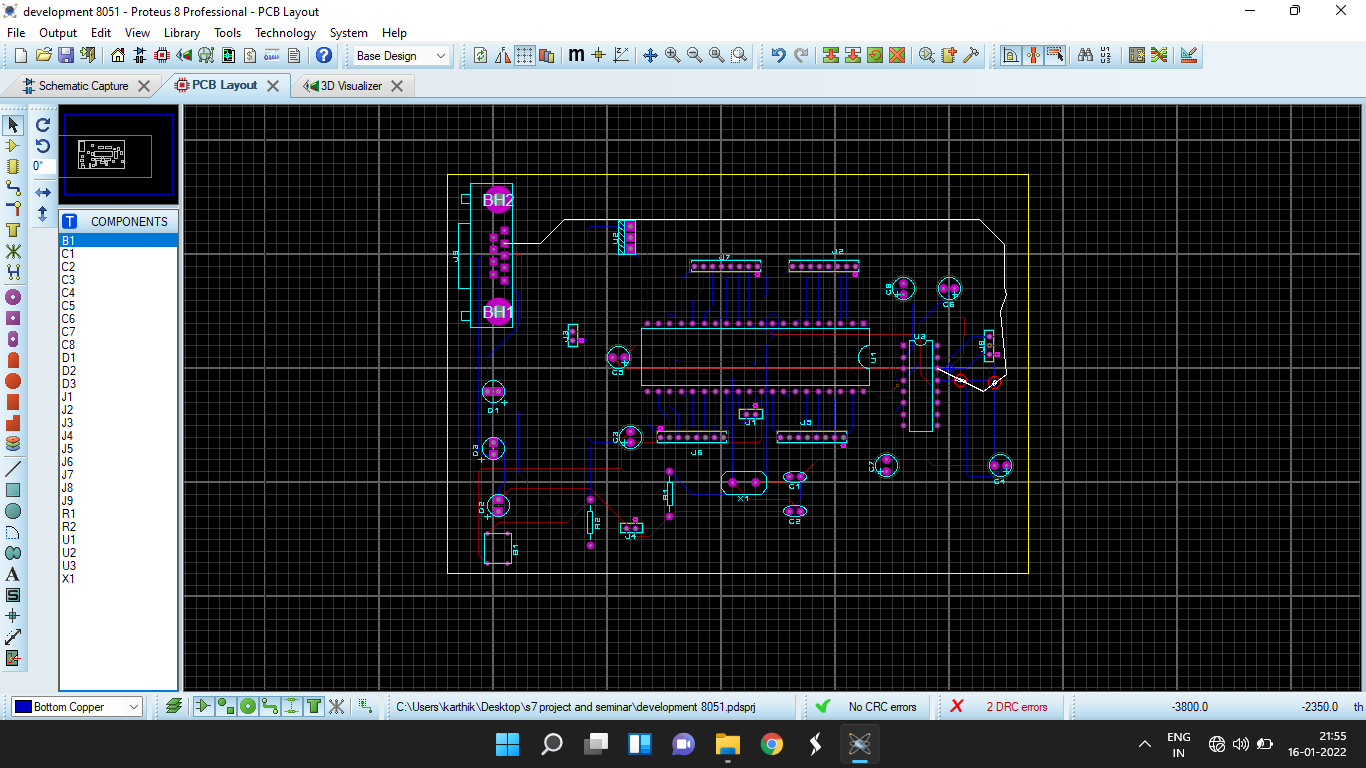 development 8051 - Proteus 8 Professional - PCB Layout
File Output Edit View Library Tools Technology System Help
Base Design
Schematic Capture
PCB Layout
3D Visualizer
0°
COMPONENTS
B1
C1
C2
C3
C4
C5
C6
C7
C8
D1
D2
D3
J1
J2
J3
J4
J5
J6
J7
J8
J9
R1
R2
U1
U2
U3
X1
BH2
J9
BH1
J7
J2
C8
C6
C5
U1
J8
D1
J1
C3
J6
D3
C7
C4
X1
C1
R1
D2
C2
R2
J4
B1
Bottom Copper
C:\Users\karthik\Desktop\s7 project and seminar\development 8051.pdsprj
No CRC errors
2 DRC errors
-3800.0
-2350.0
th
ENG
IN
21:55
16-01-2022